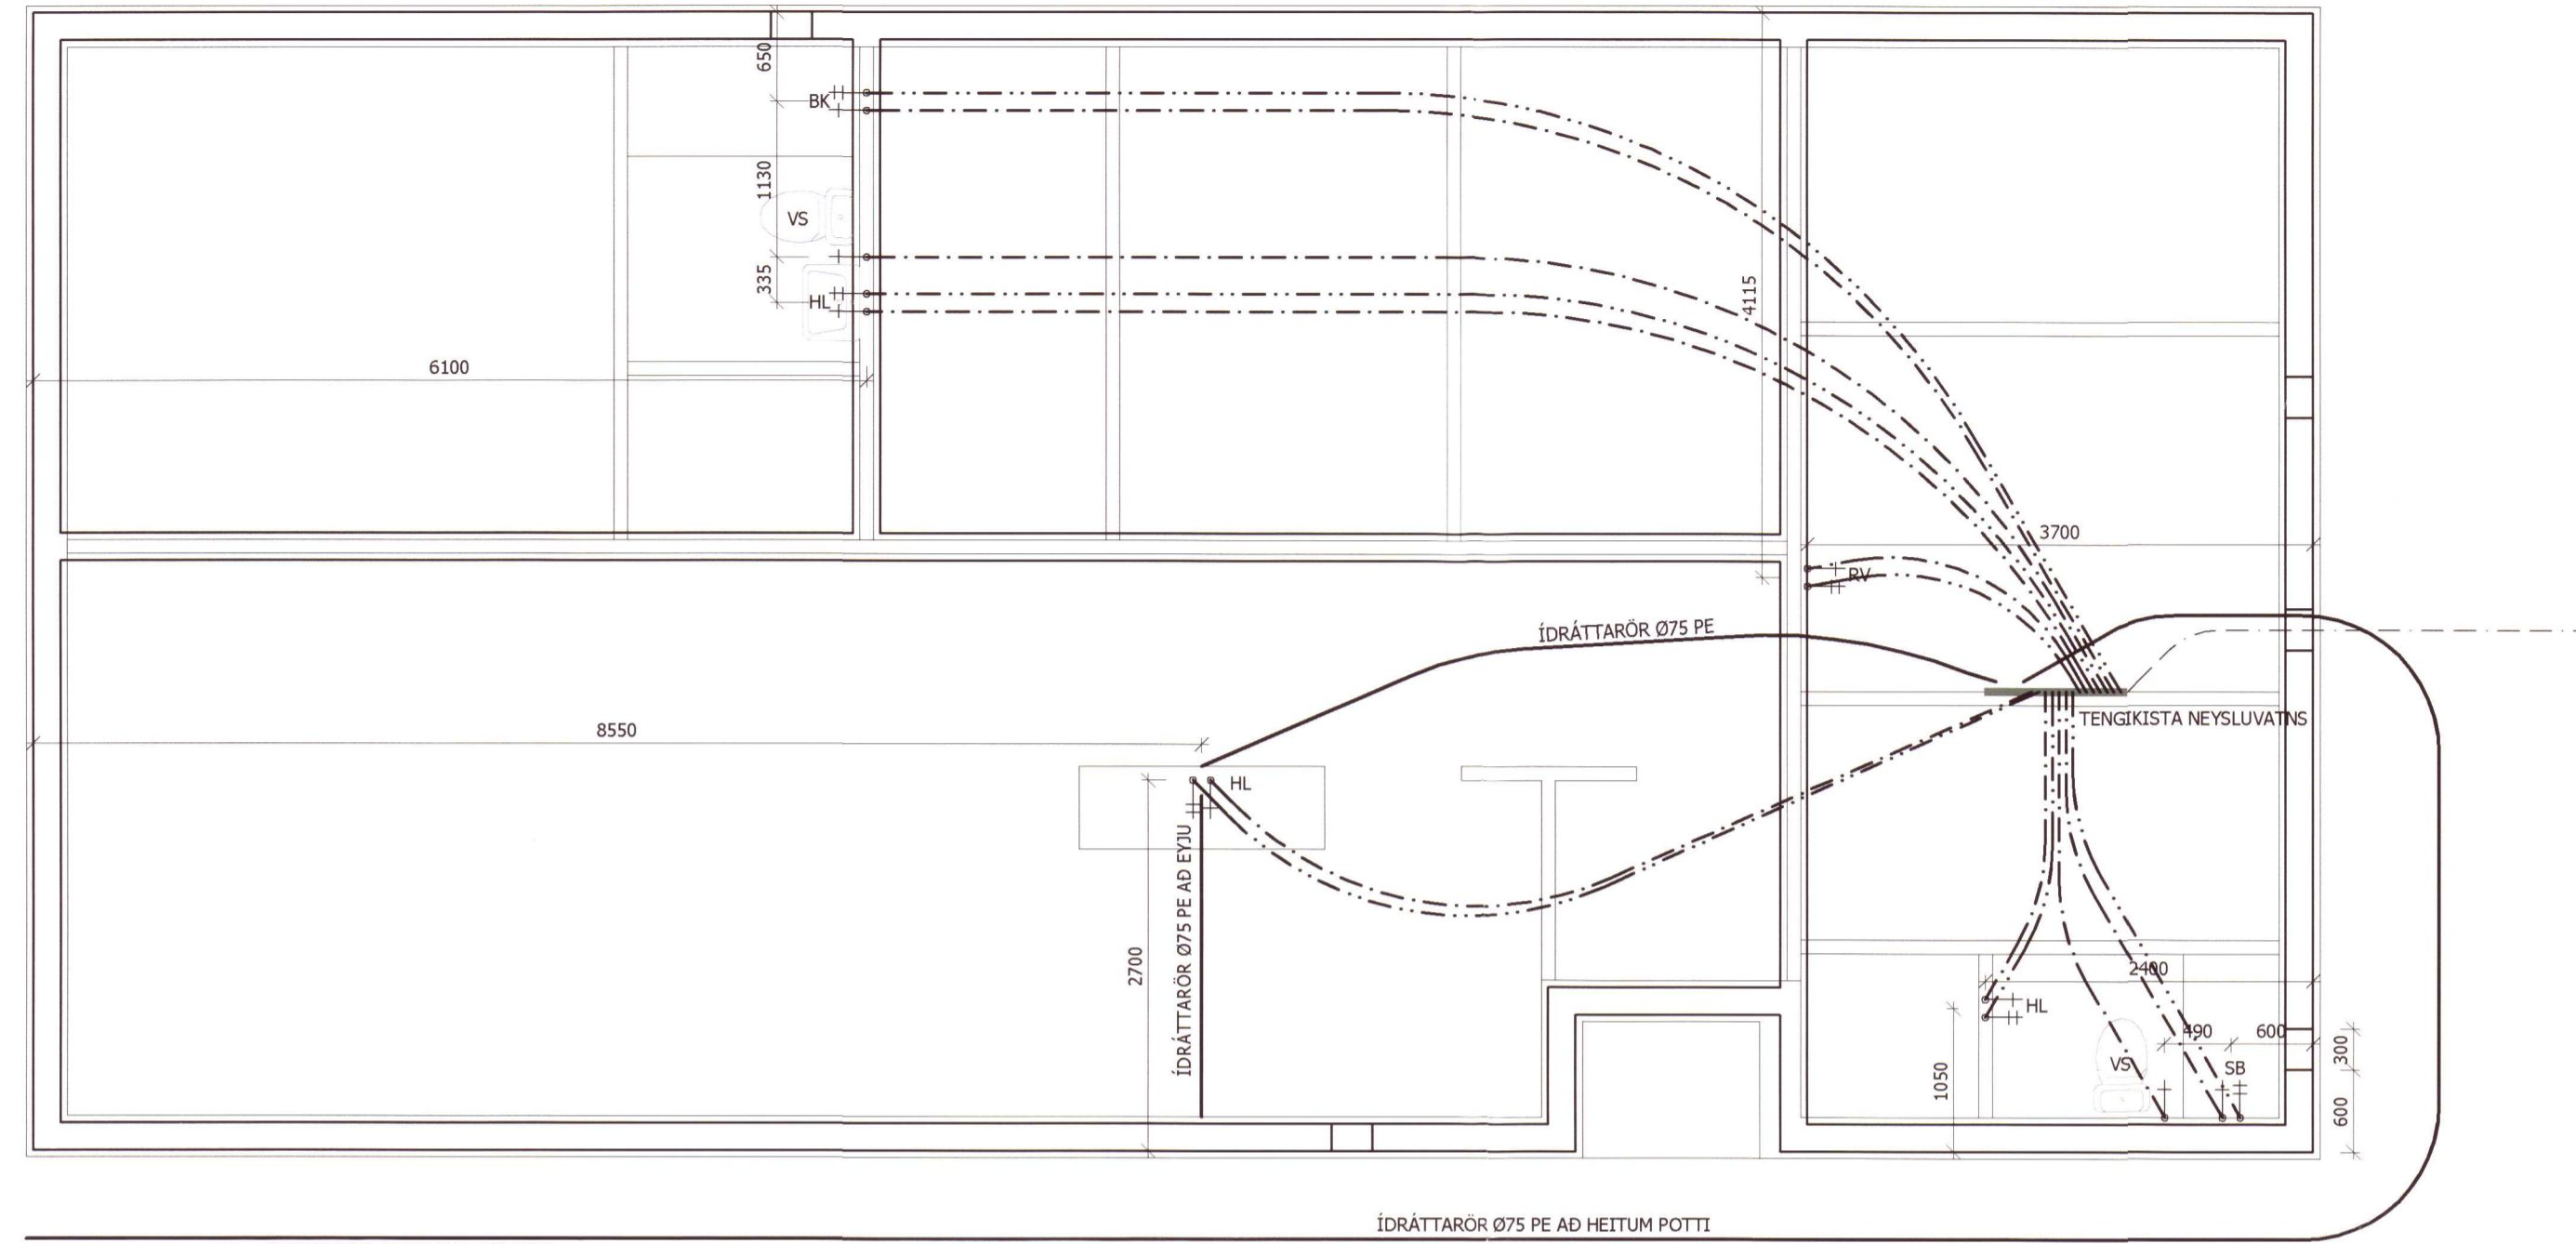 650
BK
1130
VS
335
HL
4115
6100
3700
RV
ÍDRÁTTARÖR Ø75 PE
TENGIKISTA NEYSLUVATNS
8550
HL
ÍDRÁTTARÖR Ø75 PE AÐ EYJU
2700
2400
HL
490
600
300
VS
SB
1050
600
ÍDRÁTTARÖR Ø75 PE AÐ HEITUM POTTI